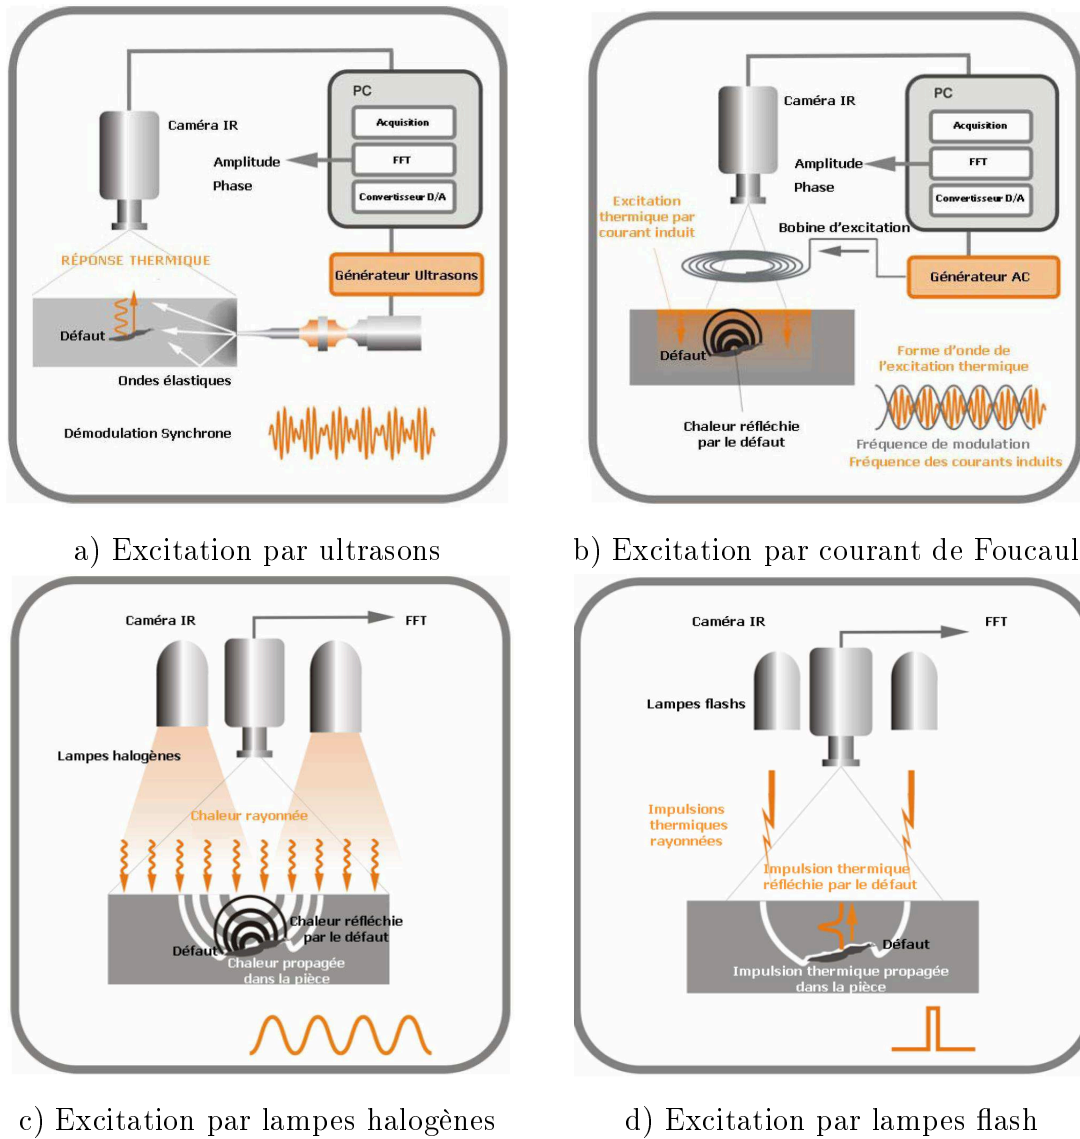 PC
Acquisition
FFT
Convertisseur D/A
Caméra IR
Amplitude
Phase
RÉPONSE THERMIQUE
Générateur Ultrasons
Défaut
Ondes élastiques
Démodulation Synchrone
a) Excitation par ultrasons
PC
Acquisition
FFT
Convertisseur D/A
Caméra IR
Amplitude
Phase
Excitation
thermique par
courant induit
Bobine d'excitation
Générateur AC
Défaut
Chaleur réfléchie
par le défaut
Forme d'onde de
l'excitation thermique
Fréquence de modulation
Fréquence des courants induits
b) Excitation par courant de Foucaul
Caméra IR
FFT
Lampes halogènes
Chaleur rayonnée
Chaleur réfléchie
par le défaut
Défaut
Chaleur propagée
dans la pièce
c) Excitation par lampes halogènes
Caméra IR
FFT
Lampes flashs
Impulsions
thermiques
rayonnées
Impulsion thermique
réfléchie par le défaut
Défaut
Impulsion thermique propagée
dans la pièce
d) Excitation par lampes flash